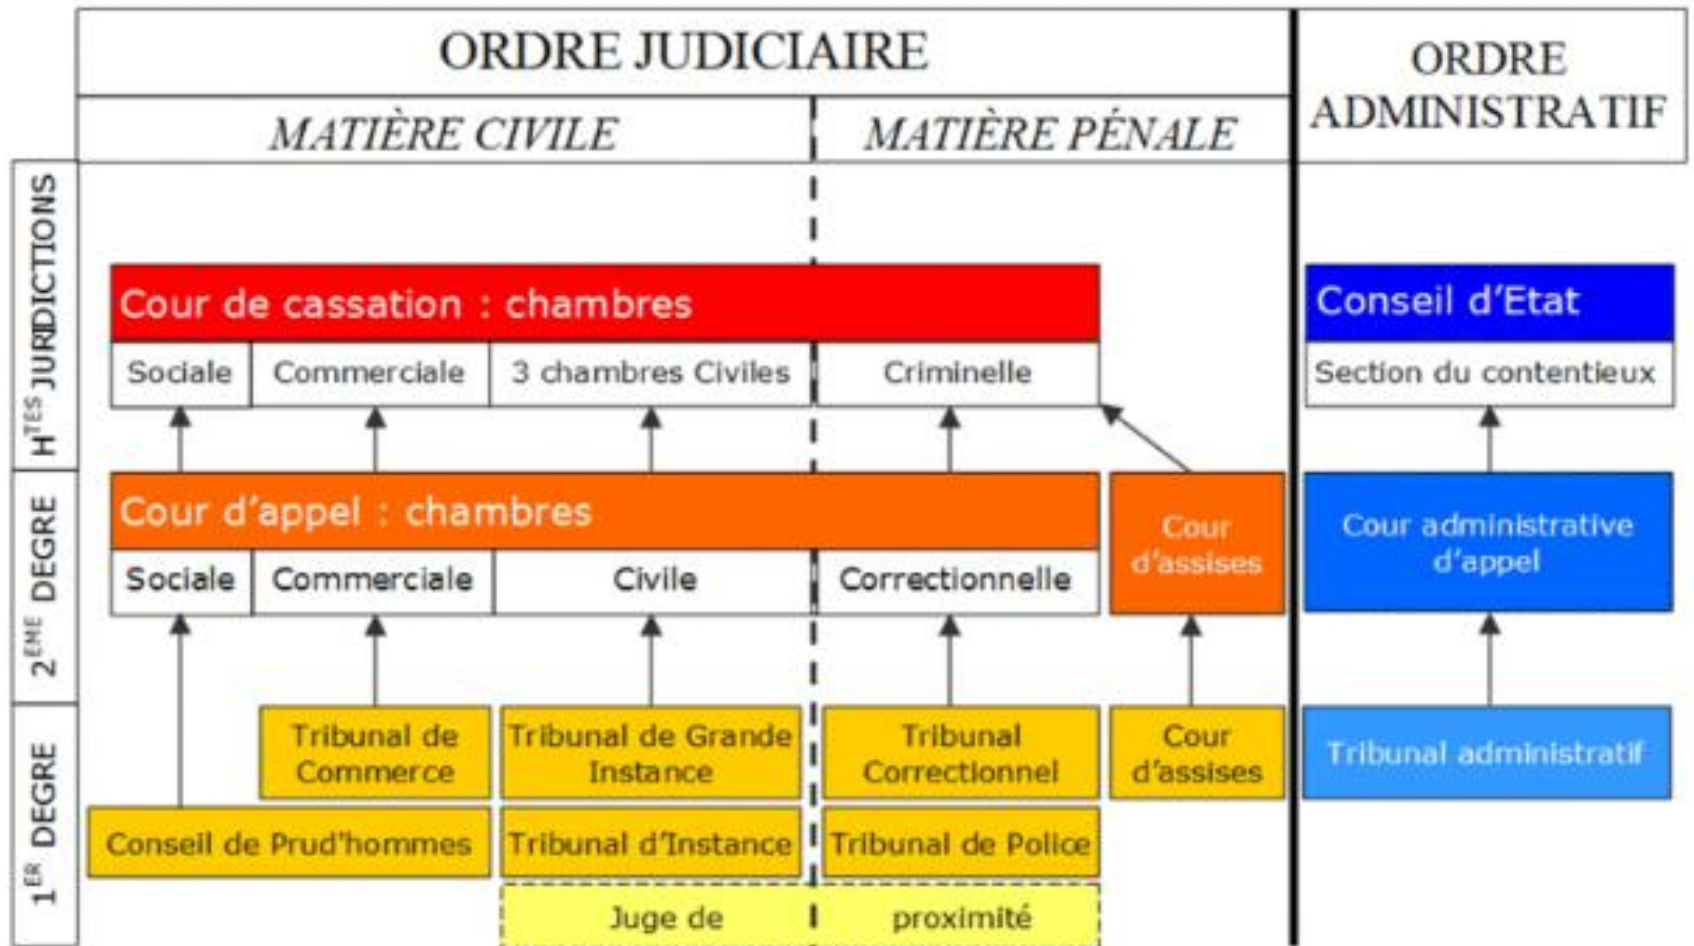 ORDRE JUDICIAIRE
ORDRE
ADMINISTRATIF
MATIÈRE CIVILE
MATIÈRE PÉNALE
HTES JURIDICTIONS
Cour de cassation : chambres
Conseil d'Etat
Sociale
Commerciale
3 chambres Civiles
Criminelle
Section du contentieux
2EME DEGRE
Cour d'appel : chambres
Cour
d'assises
Cour administrative
d'appel
Sociale
Commerciale
Civile
Correctionnelle
1ER DEGRE
Tribunal de
Commerce
Tribunal de Grande
Instance
Tribunal
Correctionnel
Cour
d'assises
Tribunal administratif
Conseil de Prud'hommes
Tribunal d'Instance
Tribunal de Police
Juge de proximité